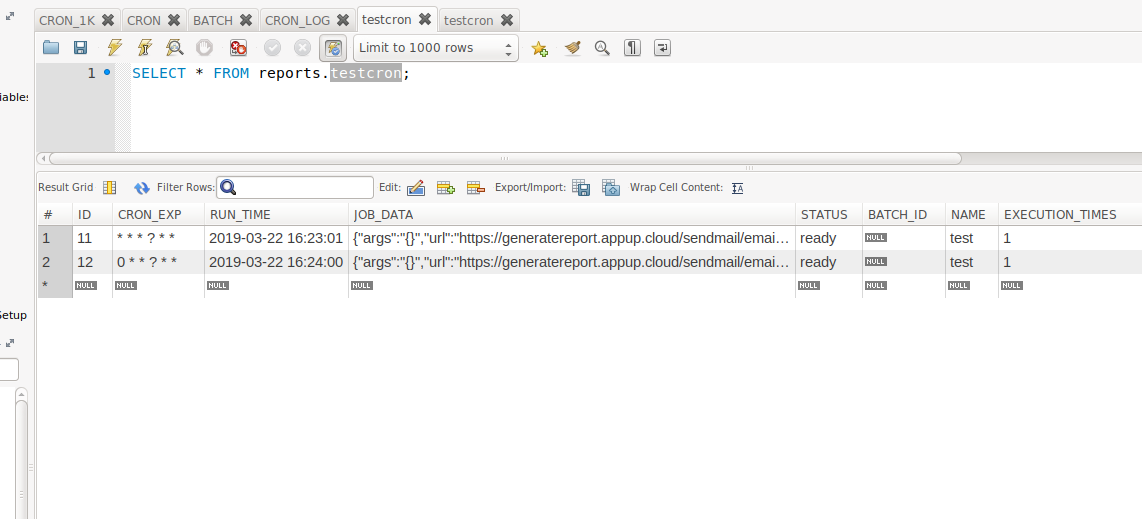 CRON_1K CRON BATCH CRON_LOG testcron testcron
Limit to 1000 rows
1 SELECT * FROM reports.testcron;
iables
Result Grid Filter Rows: Edit: Export/Import: Wrap Cell Content:
# ID CRON_EXP RUN_TIME JOB_DATA STATUS BATCH_ID NAME EXECUTION_TIMES
1 11 * * * ? * * 2019-03-22 16:23:01 {"args":"{}","url":"https://generatereport.appup.cloud/sendmail/emai... ready NULL test 1
2 12 0 * * ? * * 2019-03-22 16:24:00 {"args":"{}","url":"https://generatereport.appup.cloud/sendmail/emai... ready NULL test 1
* NULL NULL NULL NULL NULL NULL NULL NULL
Setup